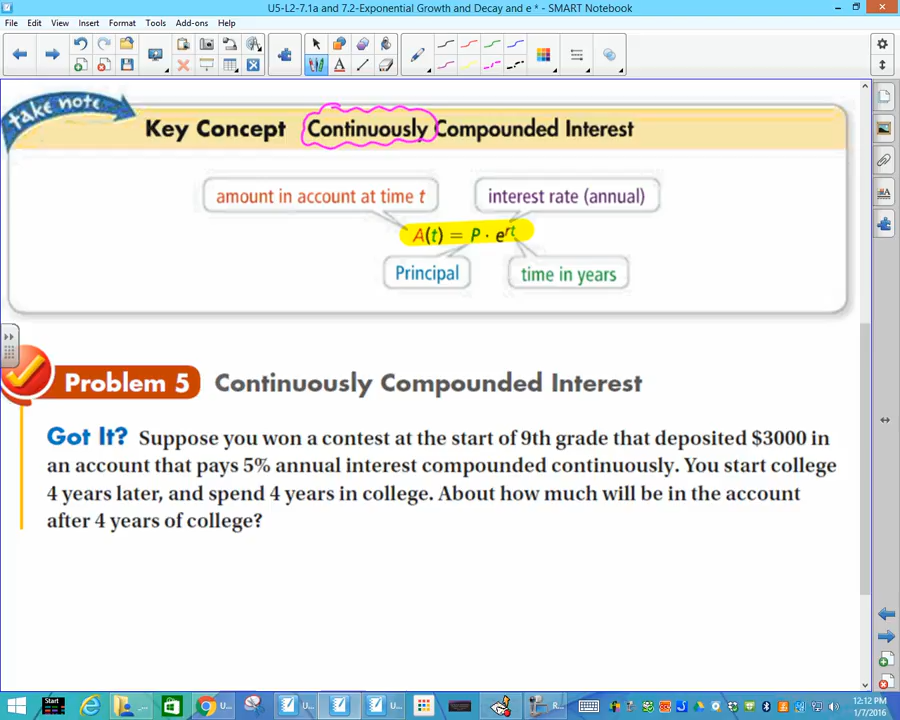 U5-L2-7.1a and 7.2-Exponential Growth and Decay and e * - SMART Notebook
File Edit View Insert Format Tools Add-ons Help
take note
Key Concept Continuously Compounded Interest
amount in account at time t
interest rate (annual)
A(t) = P · e^rt
Principal
time in years
Problem 5 Continuously Compounded Interest
Got It? Suppose you won a contest at the start of 9th grade that deposited $3000 in
an account that pays 5% annual interest compounded continuously. You start college
4 years later, and spend 4 years in college. About how much will be in the account
after 4 years of college?
Start
U...
U...
U...
R...
12:12 PM
1/7/2016